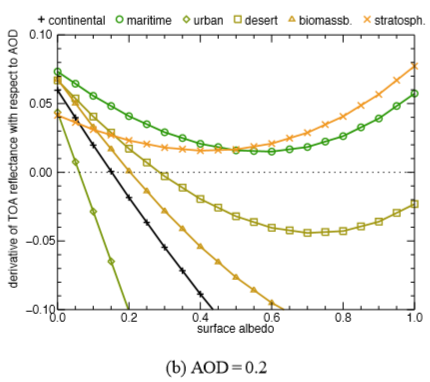 + continental ○ maritime ◇ urban □ desert △ biomassb. × stratosph.
derivative of TOA reflectance with respect to AOD
0.10
0.05
0.00
−0.05
−0.10
0.0 0.2 0.4 0.6 0.8 1.0
surface albedo
(b) AOD = 0.2